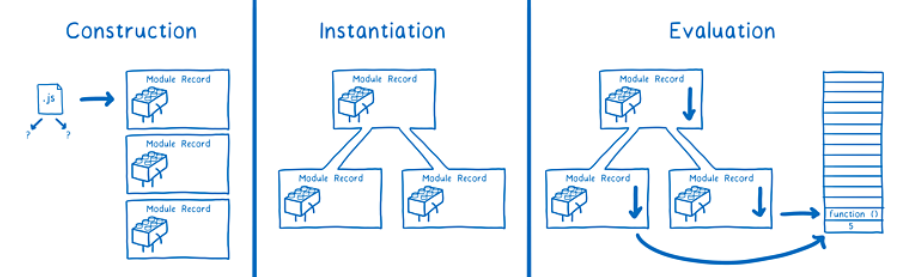 Construction
Instantiation
Evaluation
Module Record
.js
?
?
Module Record
Module Record
Module Record
Module Record
Module Record
Module Record
Module Record
Module Record
function ()
5